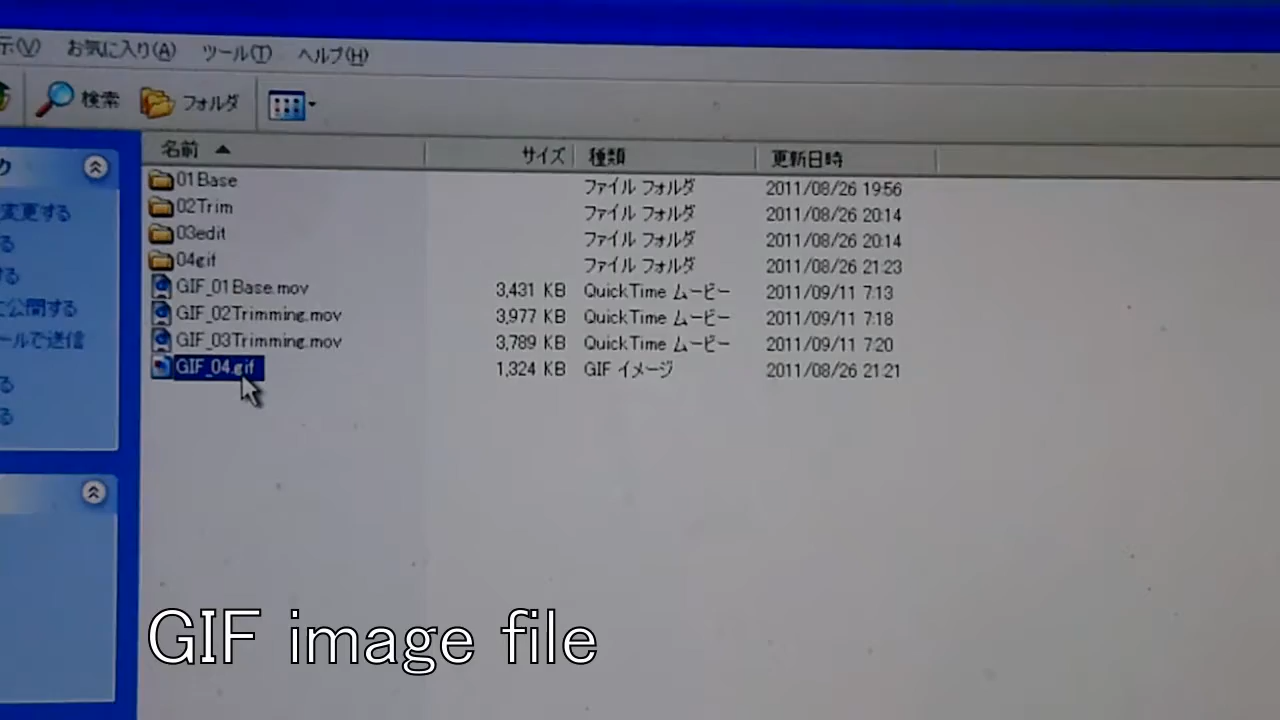 示(V) お気に入り(A) ツール(T) ヘルプ(H)
検索 フォルダ
名前 サイズ 種類 更新日時
01Base ファイル フォルダ 2011/08/26 19:56
02Trim ファイル フォルダ 2011/08/26 20:14
03edit ファイル フォルダ 2011/08/26 20:14
04gif ファイル フォルダ 2011/08/26 21:23
GIF_01Base.mov 3,431 KB QuickTime ムービー 2011/09/11 7:13
GIF_02Trimming.mov 3,977 KB QuickTime ムービー 2011/09/11 7:18
GIF_03Trimming.mov 3,789 KB QuickTime ムービー 2011/09/11 7:20
GIF_04.gif 1,324 KB GIF イメージ 2011/08/26 21:21
ク
変更する
る
る
に公開する
ールで送信
る
る
GIF image file